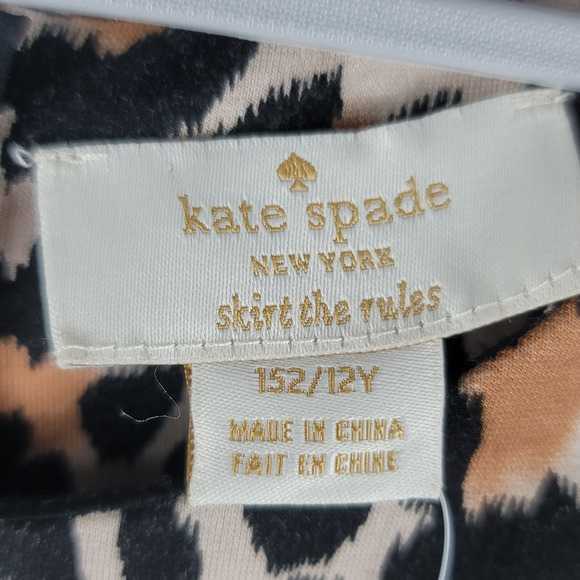 kate spade
NEW YORK
skirt the rules
152/12Y
MADE IN CHINA
FAIT EN CHINE